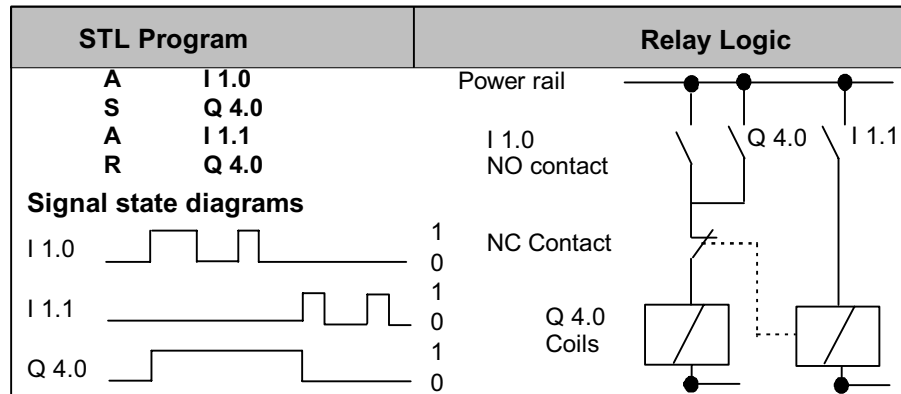 STL Program
Relay Logic
A I 1.0
S Q 4.0
A I 1.1
R Q 4.0
Signal state diagrams
I 1.0
1
0
I 1.1
1
0
Q 4.0
1
0
Power rail
I 1.0
NO contact
Q 4.0
I 1.1
NC Contact
Q 4.0
Coils